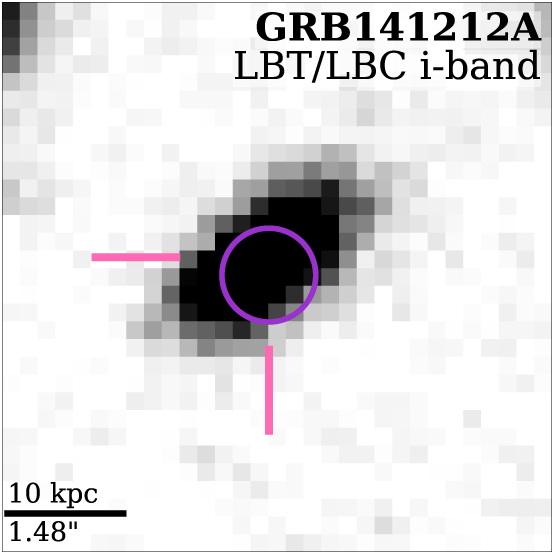 GRB141212A
LBT/LBC i-band
10 kpc
1.48"